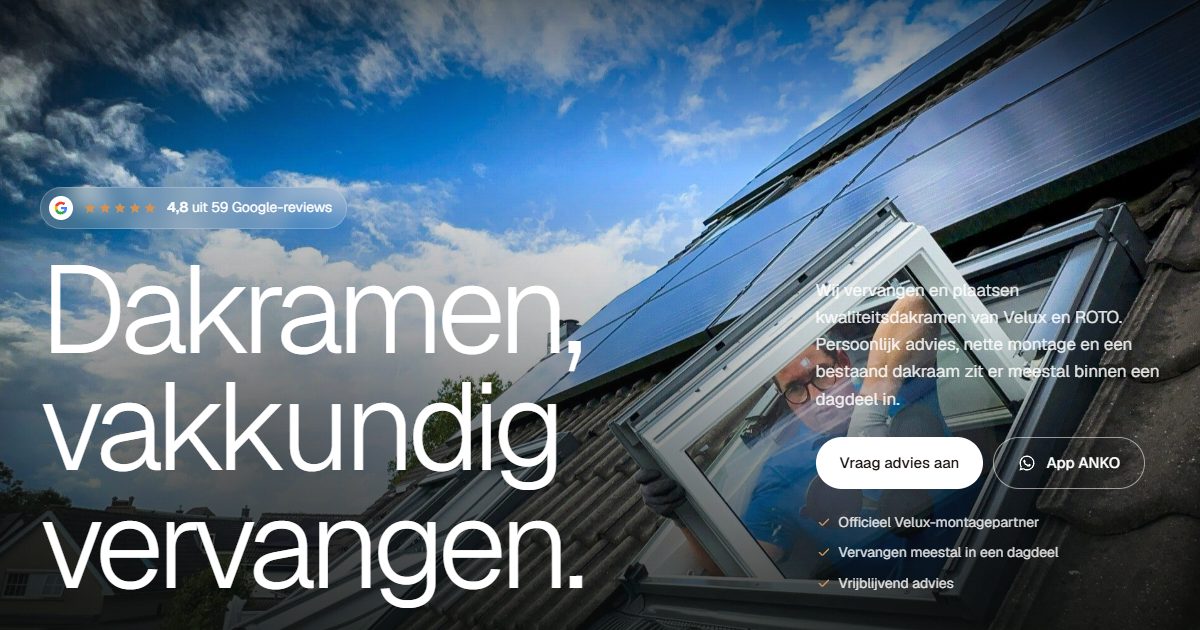 4,8 uit 59 Google-reviews
Dakramen,
vakkundig
vervangen.
Wij vervangen en plaatsen
kwaliteitsdakramen van Velux en ROTO.
Persoonlijk advies, nette montage en een
bestaand dakraam zit er meestal binnen een
dagdeel in.
Vraag advies aan
App ANKO
Officieel Velux-montagepartner
Vervangen meestal in een dagdeel
Vrijblijvend advies